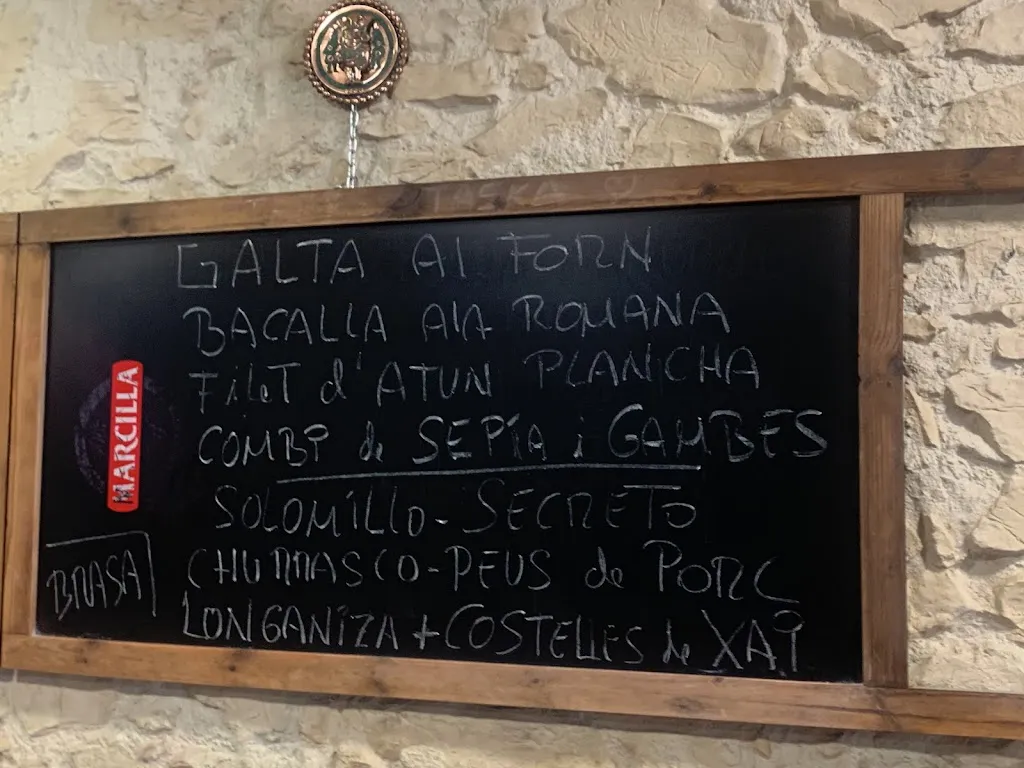 TASKA
GALTA AL FORN
BACALLA ALA ROMANA
FILET d'ATUN PLANCHA
COMBI de SEPIA i GAMBES
SOLOMILLO - SECRETO
CHURRASCO - PEUS de PORC
LONGANIZA + COSTELLES de XAI
BRASA
MARCILLA